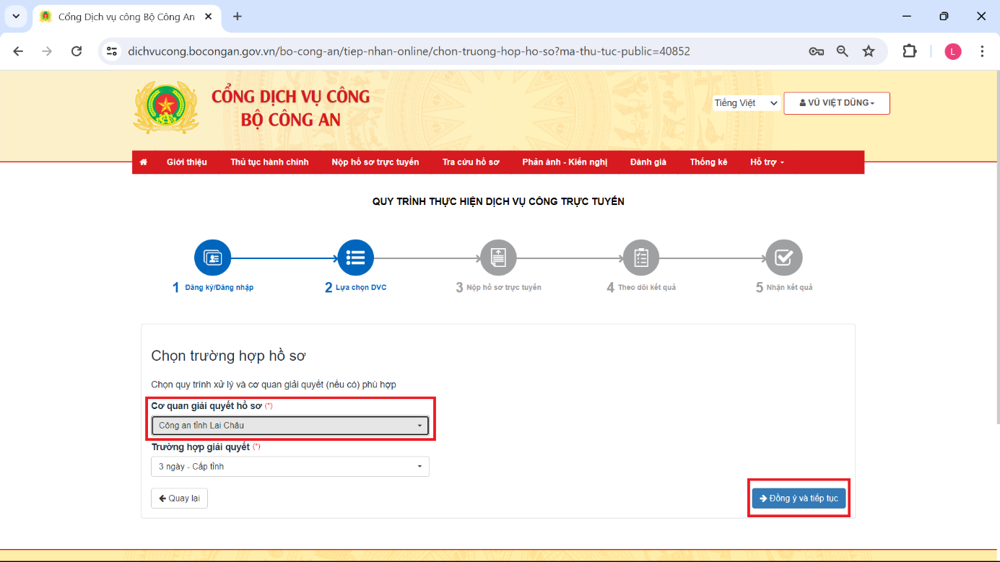 Cổng Dịch vụ công Bộ Công An
dichvucong.bocongan.gov.vn/bo-cong-an/tiep-nhan-online/chon-truong-hop-ho-so?ma-thu-tuc-public=40852
L
CỔNG DỊCH VỤ CÔNG
BỘ CÔNG AN
Tiếng Việt
VŨ VIỆT DŨNG
Giới thiệu Thủ tục hành chính Nộp hồ sơ trực tuyến Tra cứu hồ sơ Phản ánh - Kiến nghị Đánh giá Thống kê Hỗ trợ
QUY TRÌNH THỰC HIỆN DỊCH VỤ CÔNG TRỰC TUYẾN
1 Đăng ký/Đăng nhập
2 Lựa chọn DVC
3 Nộp hồ sơ trực tuyến
4 Theo dõi kết quả
5 Nhận kết quả
Chọn trường hợp hồ sơ
Chọn quy trình xử lý và cơ quan giải quyết (nếu có) phù hợp
Cơ quan giải quyết hồ sơ (*)
Công an tỉnh Lai Châu
Trường hợp giải quyết (*)
3 ngày - Cấp tỉnh
Quay lại
Đồng ý và tiếp tục